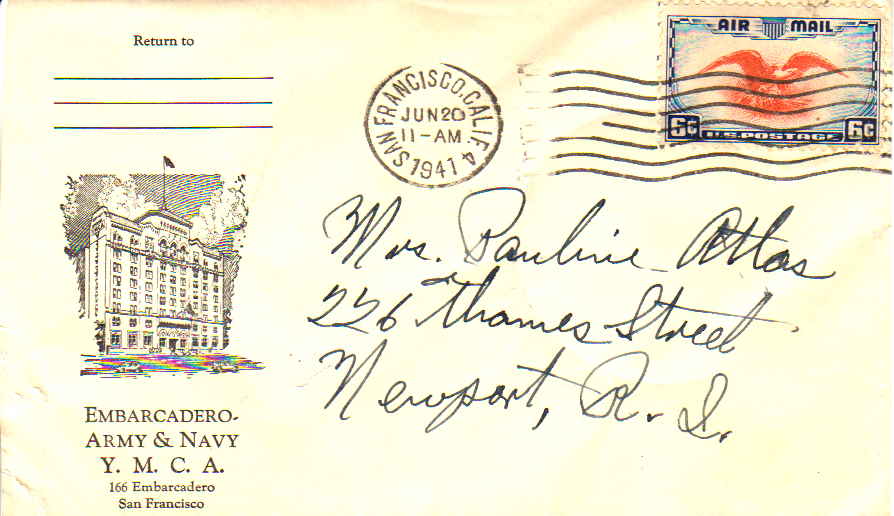 Return to
EMBARCADERO-
ARMY & NAVY
Y. M. C. A.
166 Embarcadero
San Francisco
SAN FRANCISCO, CALIF. 4
JUN 20
11-AM
1941
AIR MAIL
6¢ U.S. POSTAGE 6¢
Mrs. Pauline Atlas
226 Thames Street
Newport, R. I.